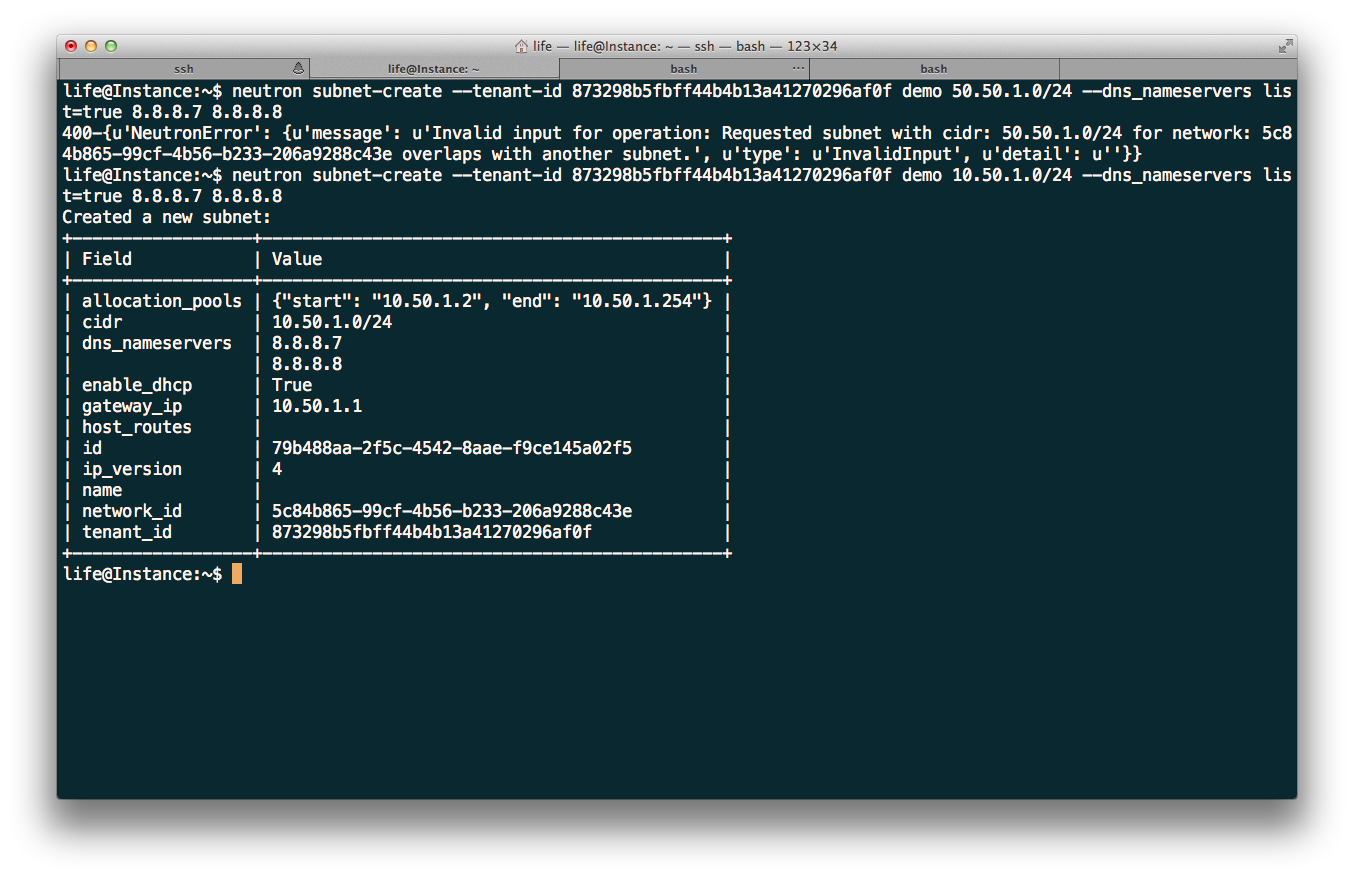 life — life@Instance: ~ — ssh — bash — 123×34
ssh life@Instance: ~ bash ... bash
life@Instance:~$ neutron subnet-create --tenant-id 873298b5fbff44b4b13a41270296af0f demo 50.50.1.0/24 --dns_nameservers lis
t=true 8.8.8.7 8.8.8.8
400-{u'NeutronError': {u'message': u'Invalid input for operation: Requested subnet with cidr: 50.50.1.0/24 for network: 5c8
4b865-99cf-4b56-b233-206a9288c43e overlaps with another subnet.', u'type': u'InvalidInput', u'detail': u''}}
life@Instance:~$ neutron subnet-create --tenant-id 873298b5fbff44b4b13a41270296af0f demo 10.50.1.0/24 --dns_nameservers lis
t=true 8.8.8.7 8.8.8.8
Created a new subnet:
+------------------+----------------------------------------------+
| Field            | Value                                        |
+------------------+----------------------------------------------+
| allocation_pools | {"start": "10.50.1.2", "end": "10.50.1.254"} |
| cidr             | 10.50.1.0/24                                 |
| dns_nameservers  | 8.8.8.7                                      |
|                  | 8.8.8.8                                      |
| enable_dhcp      | True                                         |
| gateway_ip       | 10.50.1.1                                    |
| host_routes      |                                              |
| id               | 79b488aa-2f5c-4542-8aae-f9ce145a02f5         |
| ip_version       | 4                                            |
| name             |                                              |
| network_id       | 5c84b865-99cf-4b56-b233-206a9288c43e         |
| tenant_id        | 873298b5fbff44b4b13a41270296af0f             |
+------------------+----------------------------------------------+
life@Instance:~$